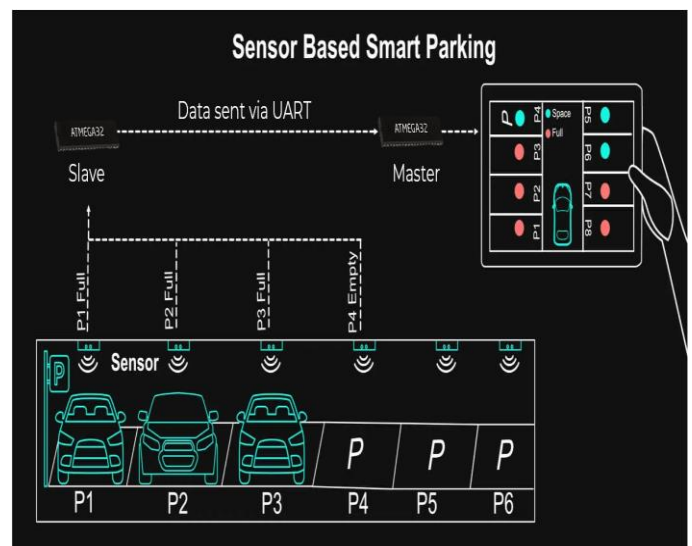 Sensor Based Smart Parking
Data sent via UART
ATMEGA32
ATMEGA32
Slave
Master
P
P4
Space
Full
P5
P3
P6
P2
P7
P1
P8
P1 Full
P2 Full
P3 Full
P4 Empty
P
Sensor
P
P
P
P1
P2
P3
P4
P5
P6